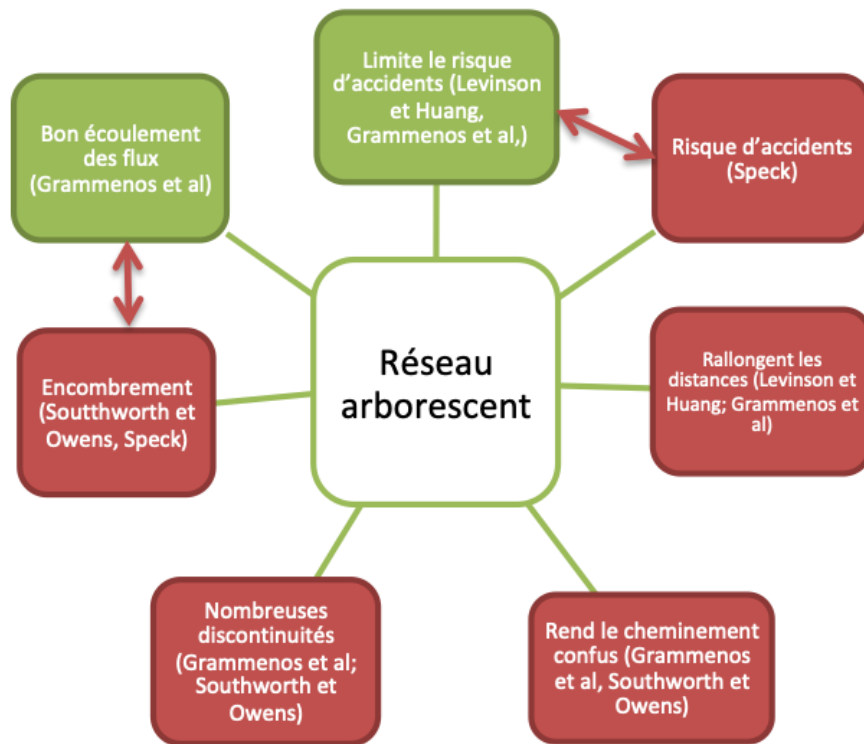 Limite le risque
d'accidents (Levinson
et Huang,
Grammenos et al,)
Bon écoulement
des flux
(Grammenos et al)
Risque d'accidents
(Speck)
Réseau
arborescent
Rallongent les
distances (Levinson et
Huang; Grammenos et
al)
Encombrement
(Soutthworth et
Owens, Speck)
Nombreuses
discontinuités
(Grammenos et al;
Southworth et
Owens)
Rend le cheminement
confus (Grammenos
et al, Southworth et
Owens)